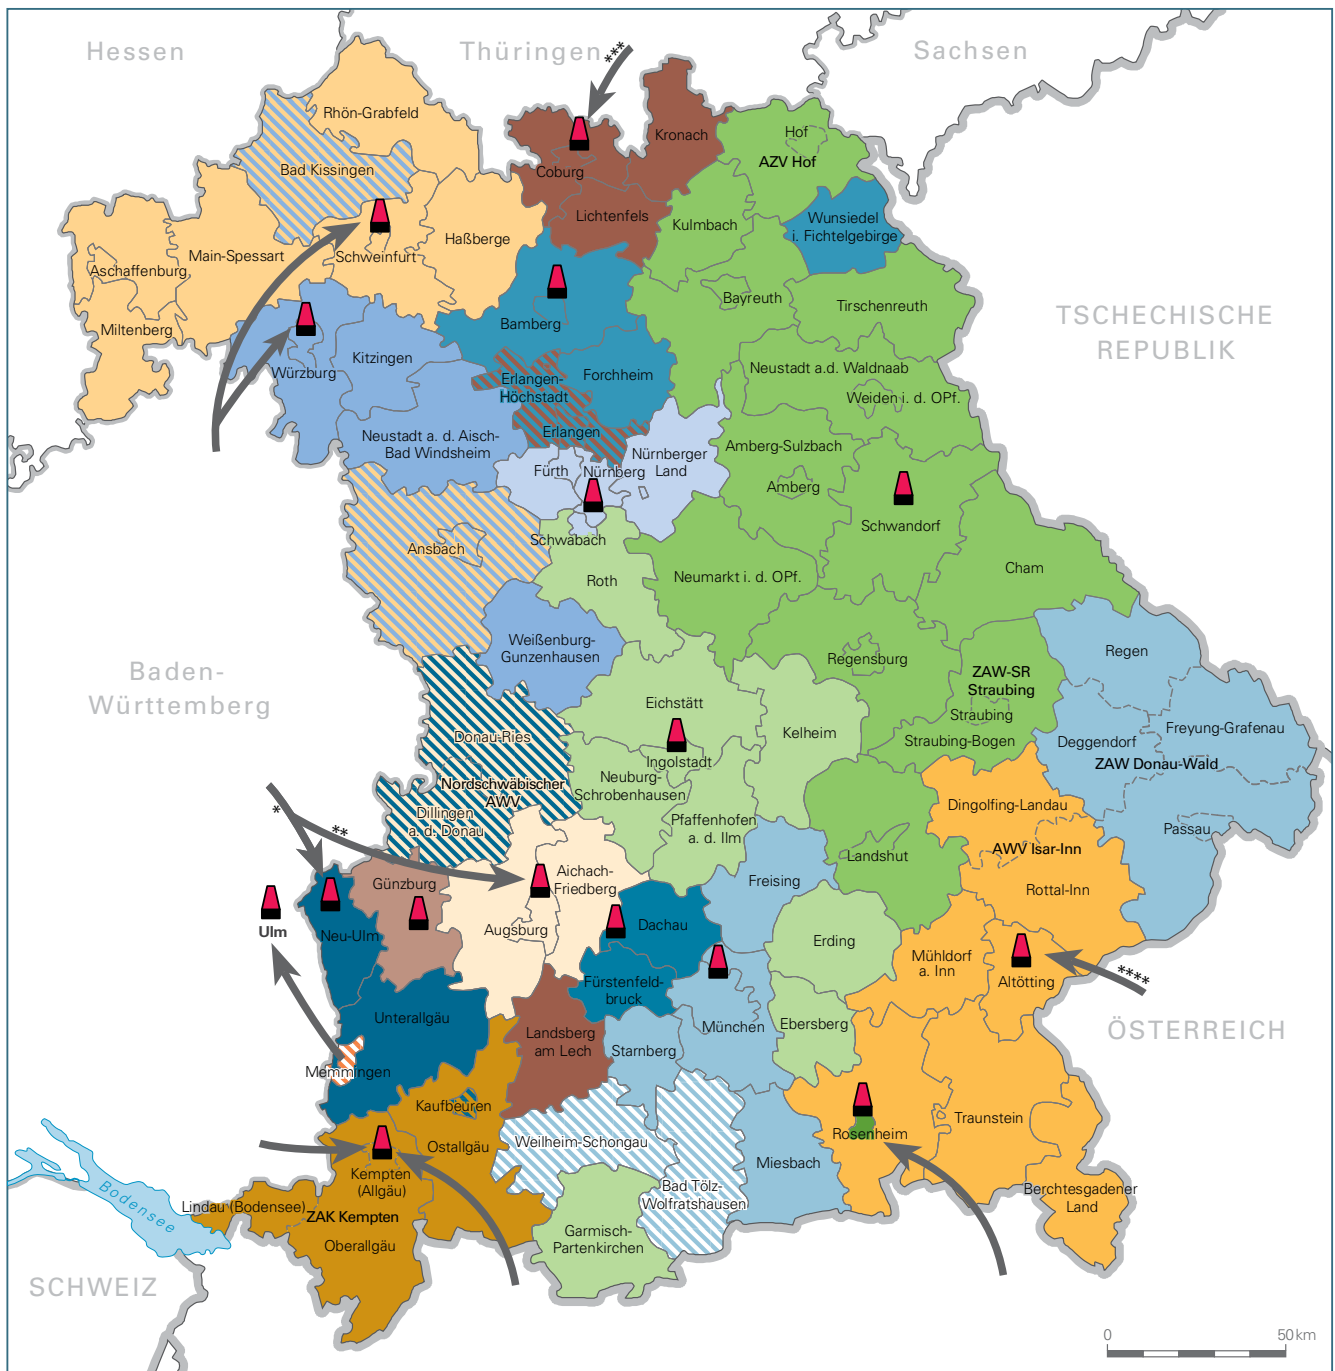 Hessen
Thüringen
***
Sachsen
Rhön-Grabfeld
Kronach
Hof
AZV Hof
Bad Kissingen
Coburg
Lichtenfels
Kulmbach
Wunsiedel
i. Fichtelgebirge
Haßberge
Main-Spessart
Schweinfurt
Aschaffenburg
Bayreuth
Tirschenreuth
TSCHECHISCHE
REPUBLIK
Miltenberg
Bamberg
Kitzingen
Würzburg
Erlangen-
Höchstadt
Forchheim
Neustadt a.d. Waldnaab
Weiden i. d. OPf.
Neustadt a. d. Aisch-
Bad Windsheim
Erlangen
Fürth
Nürnberg
Nürnberger
Land
Amberg-Sulzbach
Amberg
Schwandorf
Ansbach
Schwabach
Roth
Neumarkt i. d. OPf.
Cham
Weißenburg-
Gunzenhausen
Regensburg
ZAW-SR
Straubing
Straubing
Straubing-Bogen
Regen
Baden-
Württemberg
Eichstätt
Kelheim
Freyung-Grafenau
Deggendorf
ZAW Donau-Wald
Donau-Ries
Nordschwäbischer
AWV
Ingolstadt
Neuburg-
Schrobenhausen
Dillingen
a. d. Donau
Pfaffenhofen
a. d. Ilm
Dingolfing-Landau
Passau
*
**
AWV Isar-Inn
Landshut
Rottal-Inn
Günzburg
Aichach-
Friedberg
Freising
Ulm
Neu-Ulm
Augsburg
Dachau
Erding
Mühldorf
a. Inn
Altötting
****
Fürstenfeld-
bruck
Unterallgäu
Landsberg
am Lech
Starnberg
München
Ebersberg
ÖSTERREICH
Memmingen
Kaufbeuren
Ostallgäu
Weilheim-Schongau
Rosenheim
Traunstein
Miesbach
Kempten
(Allgäu)
Bad Tölz-
Wolfratshausen
Berchtesgadener
Land
Bodensee
Lindau (Bodensee)
ZAK Kempten
Oberallgäu
Garmisch-
Partenkirchen
SCHWEIZ
0 50 km